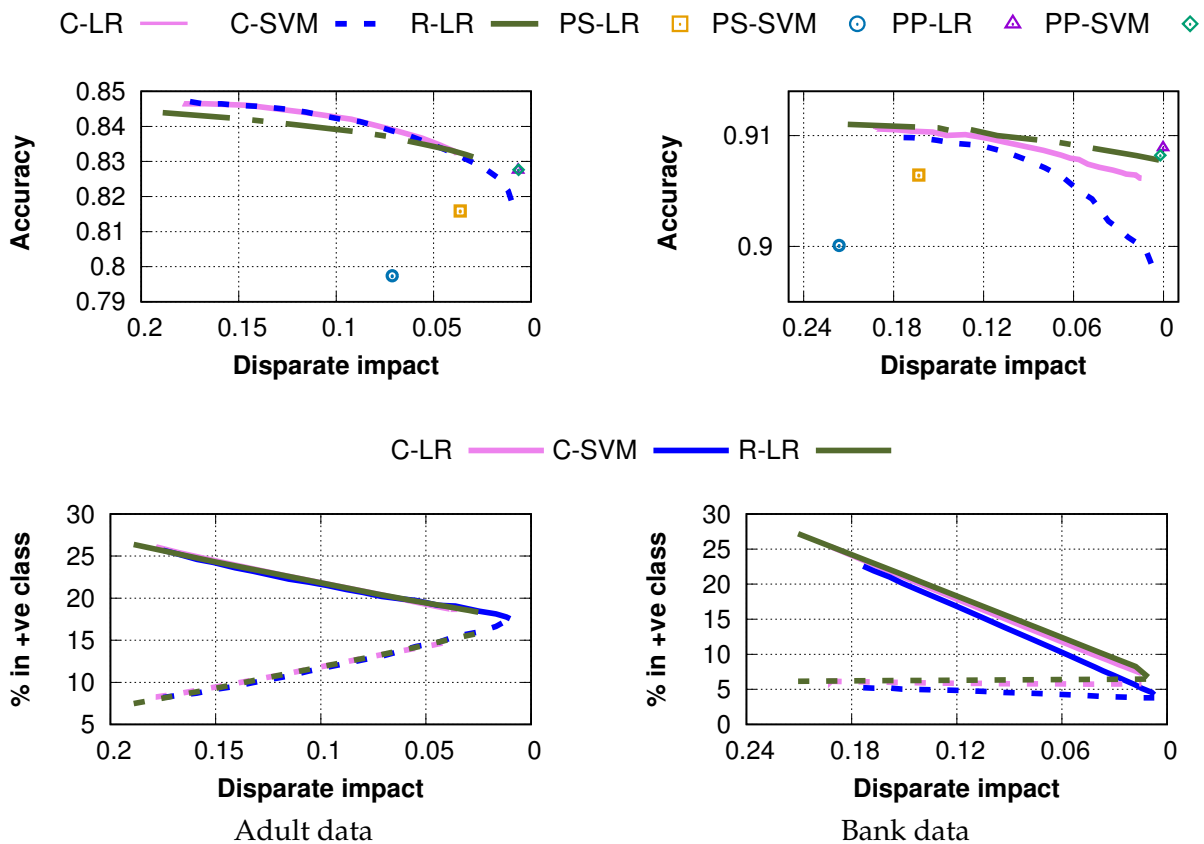 C-LR C-SVM R-LR PS-LR PS-SVM PP-LR PP-SVM
0.85
0.84
0.83
0.82
0.81
0.8
0.79
Accuracy
0.2 0.15 0.1 0.05 0
Disparate impact
0.91
0.9
Accuracy
0.24 0.18 0.12 0.06 0
Disparate impact
C-LR C-SVM R-LR
30
25
20
15
10
5
% in +ve class
0.2 0.15 0.1 0.05 0
Disparate impact
Adult data
30
25
20
15
10
5
0
% in +ve class
0.24 0.18 0.12 0.06 0
Disparate impact
Bank data